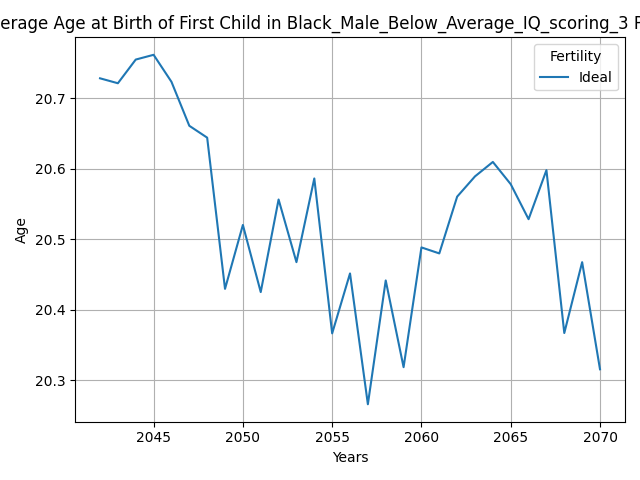 erage Age at Birth of First Child in Black_Male_Below_Average_IQ_scoring_3
Fertility
Ideal
20.7
20.6
20.5
20.4
20.3
Age
2045 2050 2055 2060 2065 2070
Years